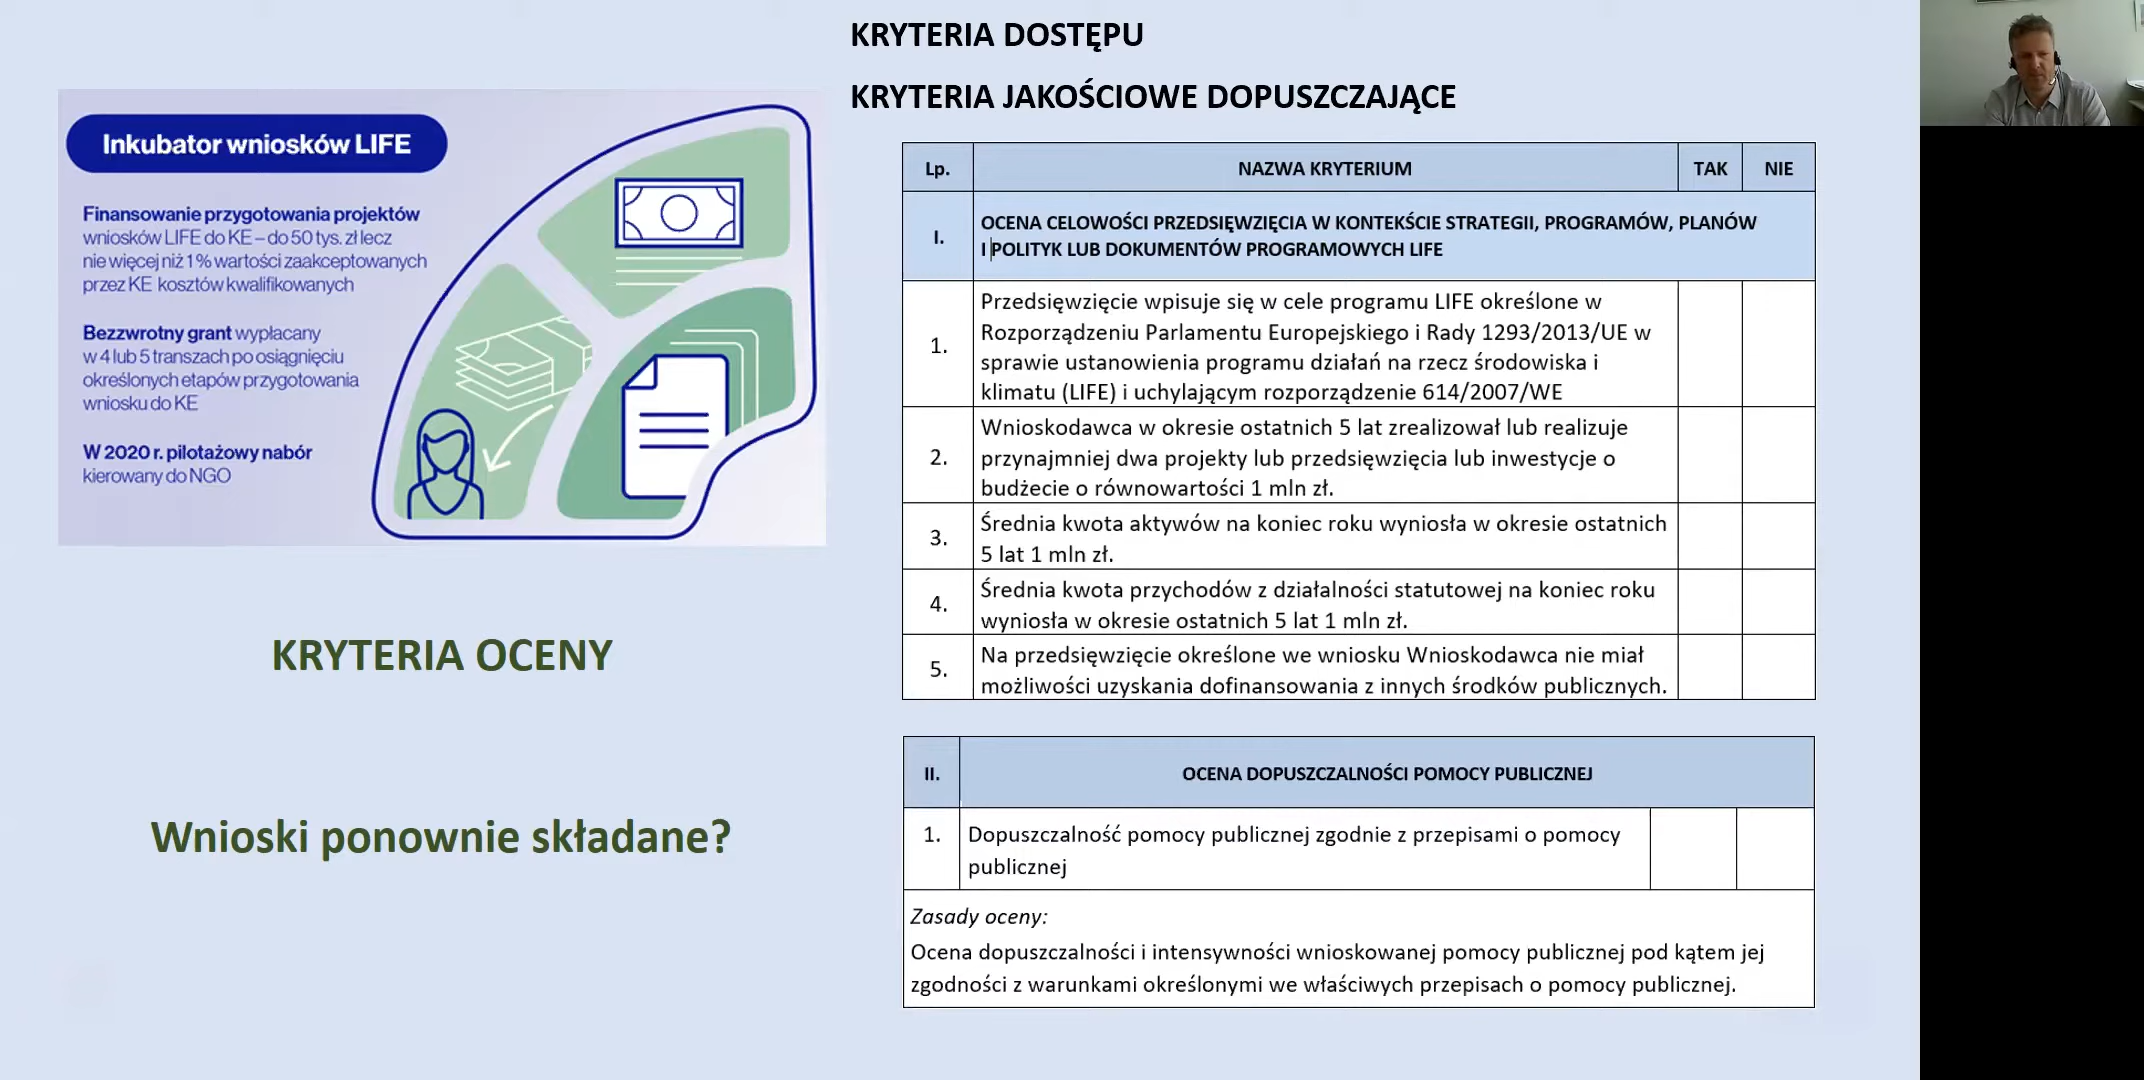 Inkubator wniosków LIFE
Finansowanie przygotowania projektów
wniosków LIFE do KE – do 50 tys. zł lecz
nie więcej niż 1 % wartości zaakceptowanych
przez KE kosztów kwalifikowanych
Bezzwrotny grant wypłacany
w 4 lub 5 transzach po osiągnięciu
określonych etapów przygotowania
wniosku do KE
W 2020 r. pilotażowy nabór
kierowany do NGO
KRYTERIA OCENY
Wnioski ponownie składane?
KRYTERIA DOSTĘPU
KRYTERIA JAKOŚCIOWE DOPUSZCZAJĄCE
Lp. NAZWA KRYTERIUM TAK NIE
I. OCENA CELOWOŚCI PRZEDSIĘWZIĘCIA W KONTEKŚCIE STRATEGII, PROGRAMÓW, PLANÓW
I POLITYK LUB DOKUMENTÓW PROGRAMOWYCH LIFE
1. Przedsięwzięcie wpisuje się w cele programu LIFE określone w
Rozporządzeniu Parlamentu Europejskiego i Rady 1293/2013/UE w
sprawie ustanowienia programu działań na rzecz środowiska i
klimatu (LIFE) i uchylającym rozporządzenie 614/2007/WE
2. Wnioskodawca w okresie ostatnich 5 lat zrealizował lub realizuje
przynajmniej dwa projekty lub przedsięwzięcia lub inwestycje o
budżecie o równowartości 1 mln zł.
3. Średnia kwota aktywów na koniec roku wyniosła w okresie ostatnich
5 lat 1 mln zł.
4. Średnia kwota przychodów z działalności statutowej na koniec roku
wyniosła w okresie ostatnich 5 lat 1 mln zł.
5. Na przedsięwzięcie określone we wniosku Wnioskodawca nie miał
możliwości uzyskania dofinansowania z innych środków publicznych.
II. OCENA DOPUSZCZALNOŚCI POMOCY PUBLICZNEJ
1. Dopuszczalność pomocy publicznej zgodnie z przepisami o pomocy
publicznej
Zasady oceny:
Ocena dopuszczalności i intensywności wnioskowanej pomocy publicznej pod kątem jej
zgodności z warunkami określonymi we właściwych przepisach o pomocy publicznej.